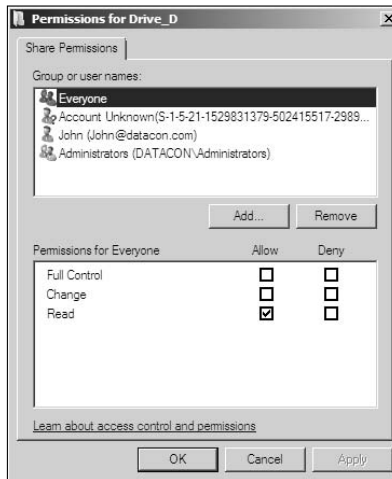 Permissions for Drive_D
Share Permissions
Group or user names:
Everyone
Account Unknown(S-1-5-21-1529831379-502415517-2989...
John (John@datacon.com)
Administrators (DATACON\Administrators)
Add... Remove
Permissions for Everyone Allow Deny
Full Control
Change
Read
Learn about access control and permissions
OK Cancel Apply